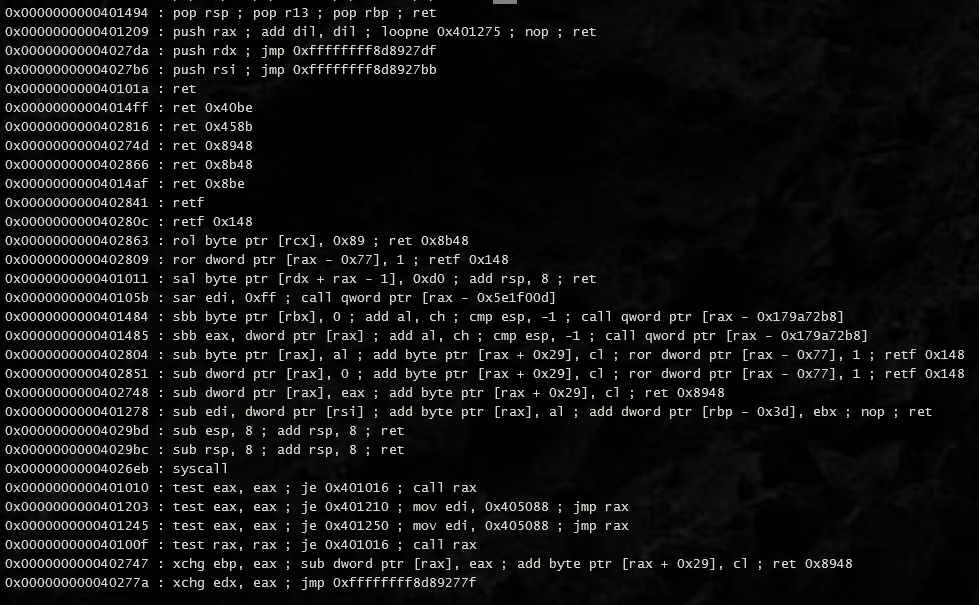 0x0000000000401494 : pop rsp ; pop r13 ; pop rbp ; ret
0x0000000000401209 : push rax ; add dil, dil ; loopne 0x401275 ; nop ; ret
0x00000000004027da : push rdx ; jmp 0xffffffff8d8927df
0x00000000004027b6 : push rsi ; jmp 0xffffffff8d8927bb
0x000000000040101a : ret
0x00000000004014ff : ret 0x40be
0x0000000000402816 : ret 0x458b
0x000000000040274d : ret 0x8948
0x0000000000402866 : ret 0x8b48
0x00000000004014af : ret 0x8be
0x0000000000402841 : retf
0x000000000040280c : retf 0x148
0x0000000000402863 : rol byte ptr [rcx], 0x89 ; ret 0x8b48
0x0000000000402809 : ror dword ptr [rax - 0x77], 1 ; retf 0x148
0x0000000000401011 : sal byte ptr [rdx + rax - 1], 0xd0 ; add rsp, 8 ; ret
0x000000000040105b : sar edi, 0xff ; call qword ptr [rax - 0x5e1f00d]
0x0000000000401484 : sbb byte ptr [rbx], 0 ; add al, ch ; cmp esp, -1 ; call qword ptr [rax - 0x179a72b8]
0x0000000000401485 : sbb eax, dword ptr [rax] ; add al, ch ; cmp esp, -1 ; call qword ptr [rax - 0x179a72b8]
0x0000000000402804 : sub byte ptr [rax], al ; add byte ptr [rax + 0x29], cl ; ror dword ptr [rax - 0x77], 1 ; retf 0x148
0x0000000000402851 : sub dword ptr [rax], 0 ; add byte ptr [rax + 0x29], cl ; ror dword ptr [rax - 0x77], 1 ; retf 0x148
0x0000000000402748 : sub dword ptr [rax], eax ; add byte ptr [rax + 0x29], cl ; ret 0x8948
0x0000000000401278 : sub edi, dword ptr [rsi] ; add byte ptr [rax], al ; add dword ptr [rbp - 0x3d], ebx ; nop ; ret
0x00000000004029bd : sub esp, 8 ; add rsp, 8 ; ret
0x00000000004029bc : sub rsp, 8 ; add rsp, 8 ; ret
0x00000000004026eb : syscall
0x0000000000401010 : test eax, eax ; je 0x401016 ; call rax
0x0000000000401203 : test eax, eax ; je 0x401210 ; mov edi, 0x405088 ; jmp rax
0x0000000000401245 : test eax, eax ; je 0x401250 ; mov edi, 0x405088 ; jmp rax
0x000000000040100f : test rax, rax ; je 0x401016 ; call rax
0x0000000000402747 : xchg ebp, eax ; sub dword ptr [rax], eax ; add byte ptr [rax + 0x29], cl ; ret 0x8948
0x000000000040277a : xchg edx, eax ; jmp 0xffffffff8d89277f